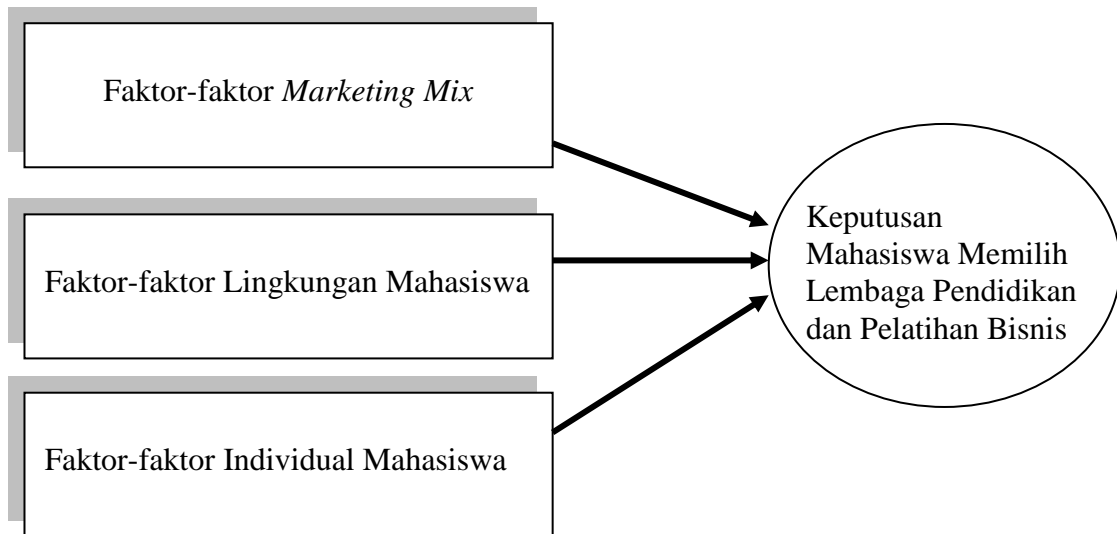 Faktor-faktor Marketing Mix
Faktor-faktor Lingkungan Mahasiswa
Faktor-faktor Individual Mahasiswa
Keputusan
Mahasiswa Memilih
Lembaga Pendidikan
dan Pelatihan Bisnis